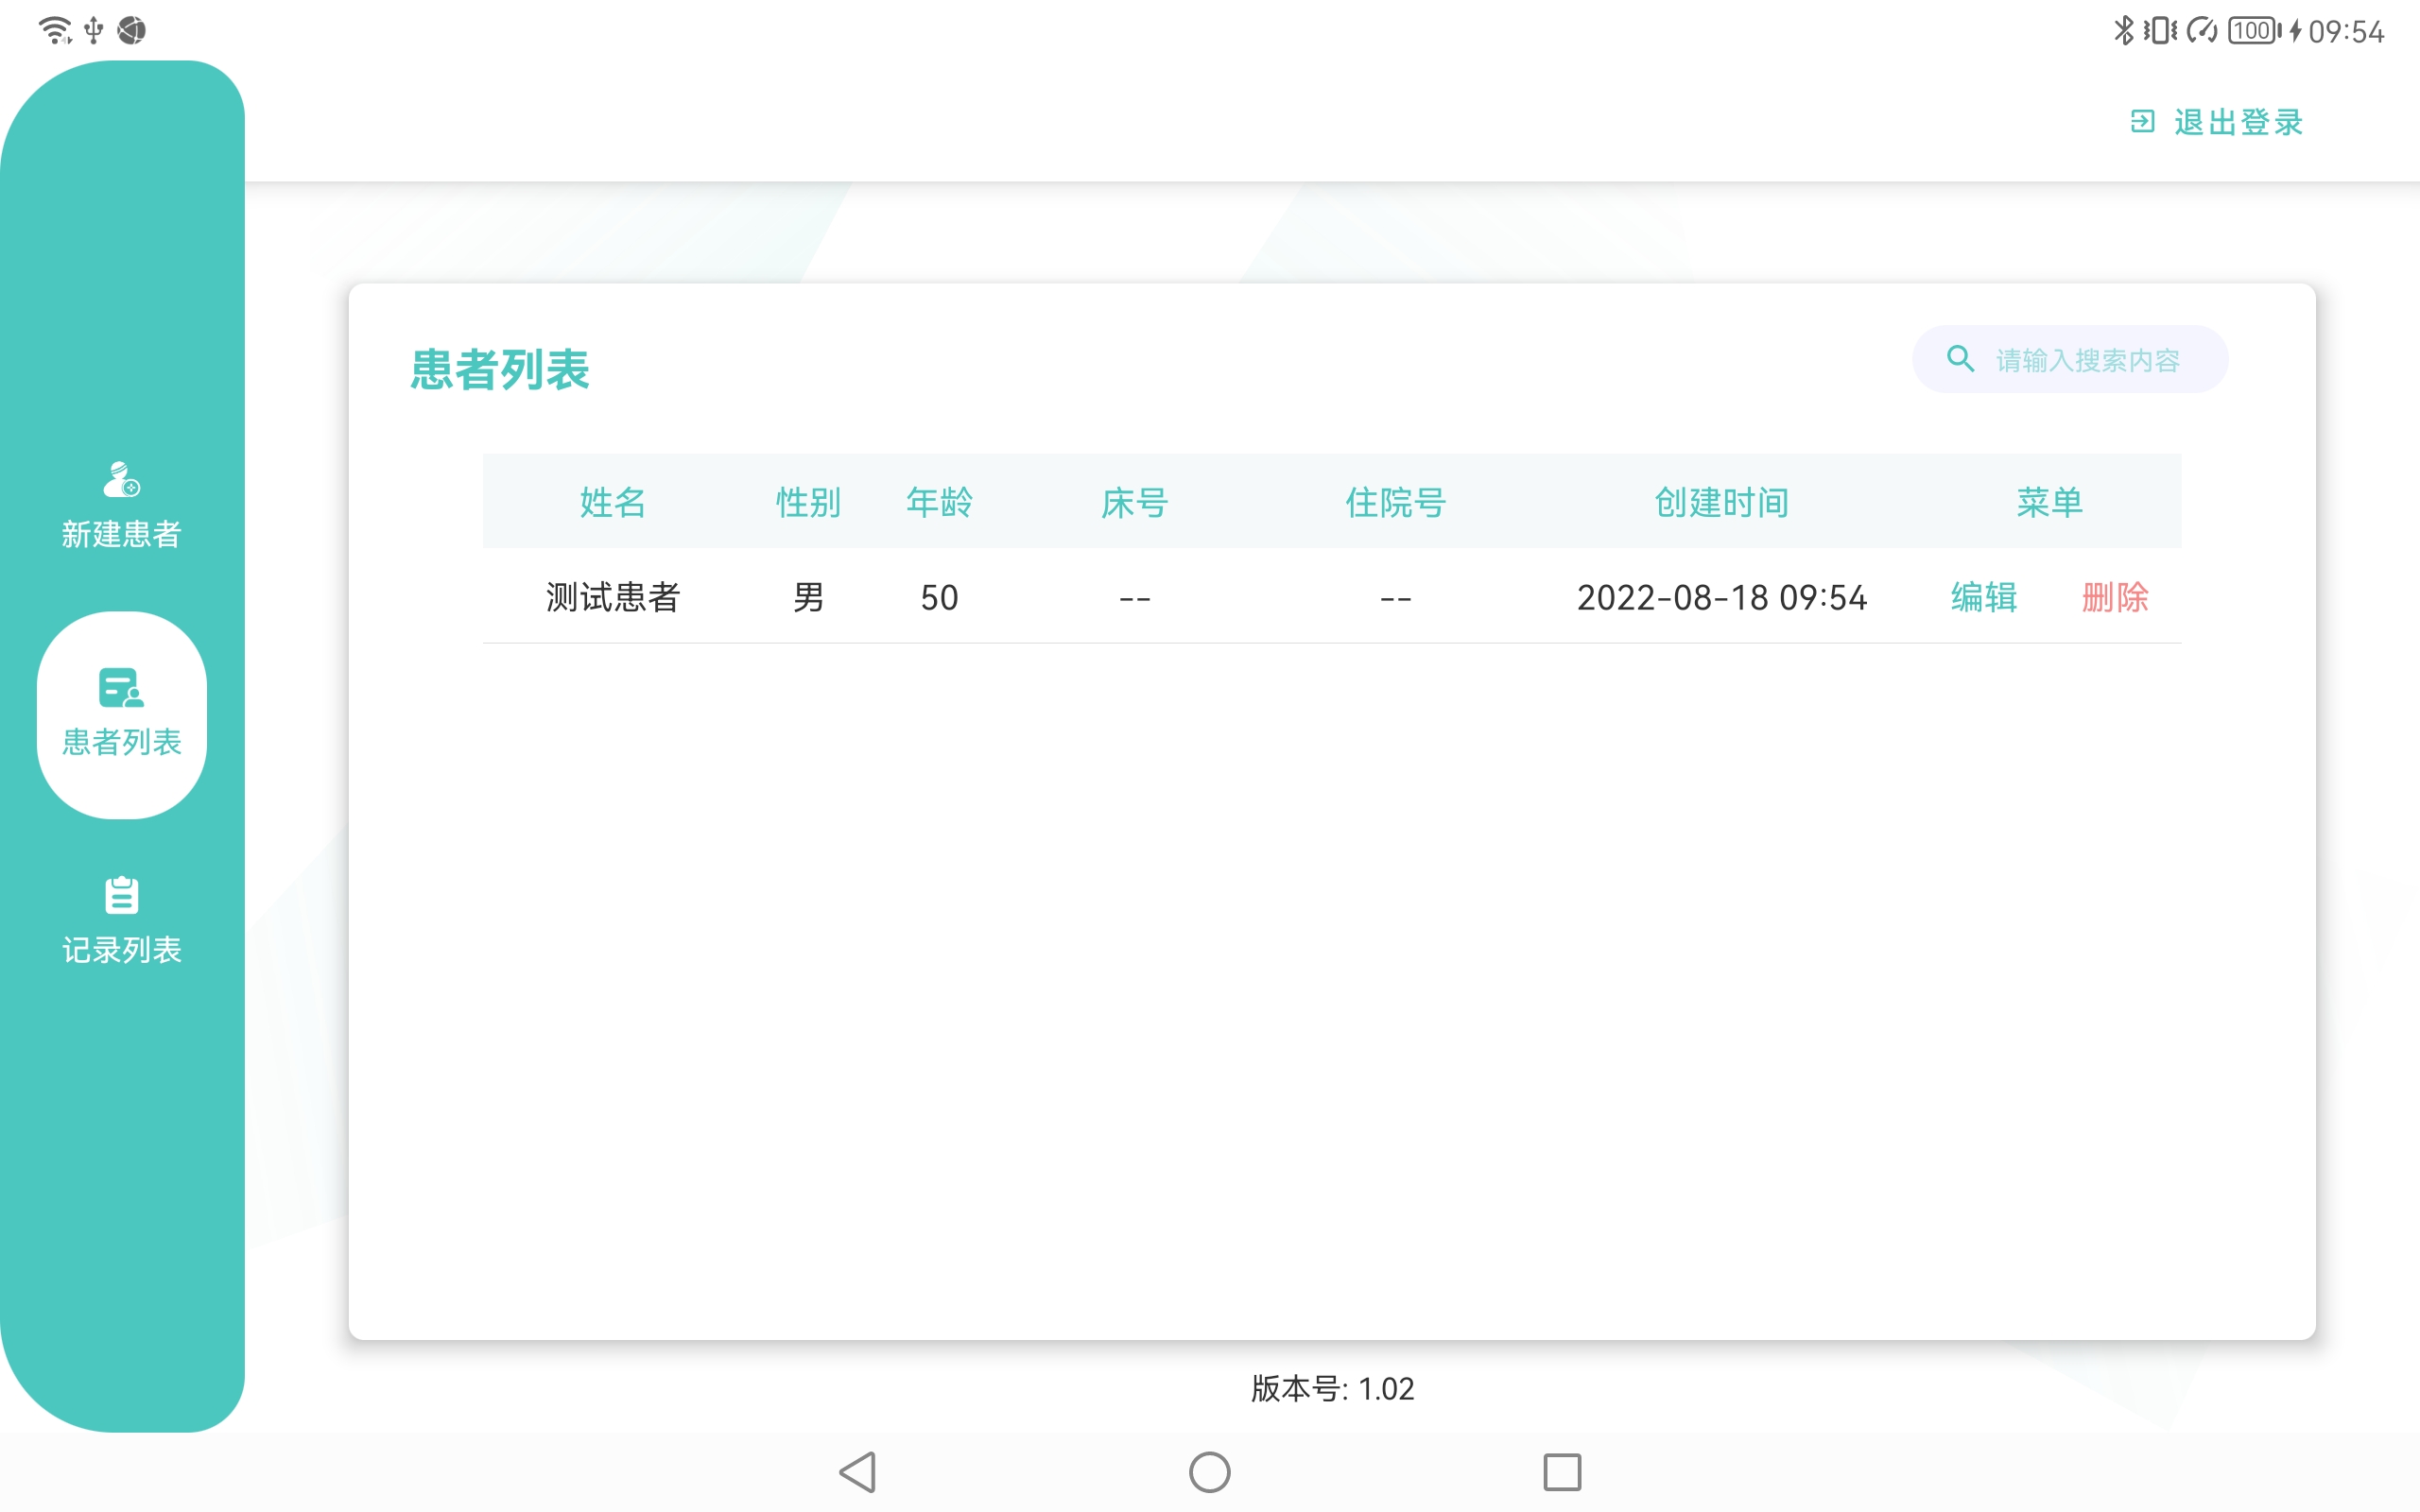 100 09:54
退出登录
新建患者
患者列表
记录列表
患者列表
请输入搜索内容
姓名 性别 年龄 床号 住院号 创建时间 菜单
测试患者 男 50 -- -- 2022-08-18 09:54 编辑 删除
版本号: 1.02